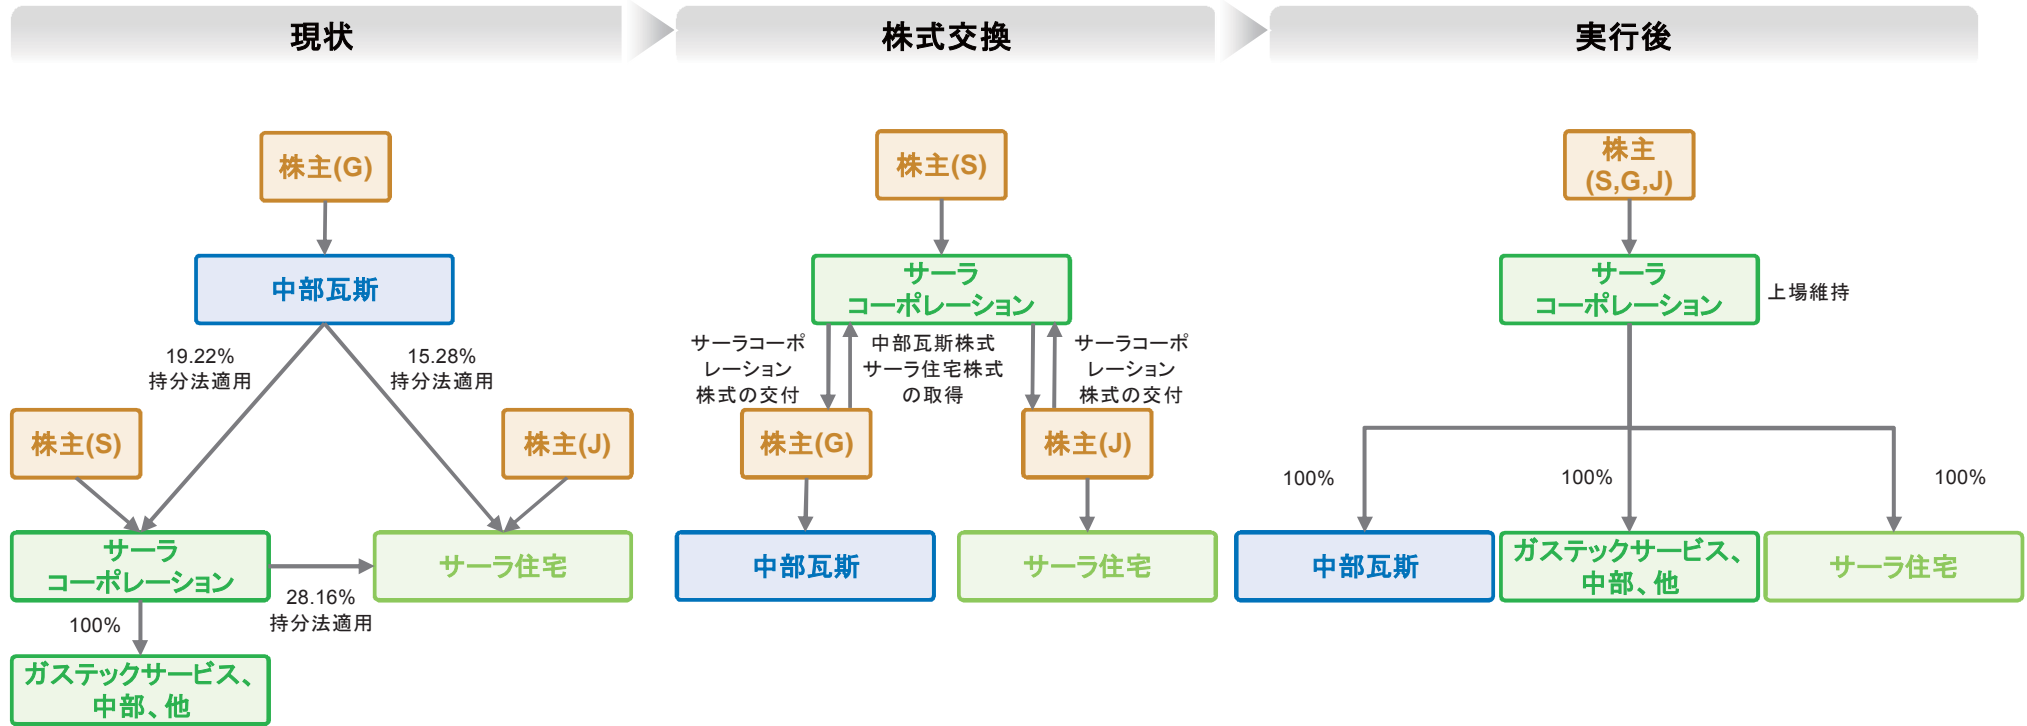 現状
株式交換
実行後
株主(G)
中部瓦斯
19.22%
持分法適用
15.28%
持分法適用
株主(S)
株主(J)
サーラ
コーポレーション
サーラ住宅
28.16%
持分法適用
100%
ガステックサービス、
中部、他
株主(S)
サーラ
コーポレーション
サーラコーポ
レーション
株式の交付
中部瓦斯株式
サーラ住宅株式
の取得
サーラコーポ
レーション
株式の交付
株主(G)
株主(J)
中部瓦斯
サーラ住宅
株主
(S,G,J)
サーラ
コーポレーション
上場維持
100%
100%
100%
中部瓦斯
ガステックサービス、
中部、他
サーラ住宅